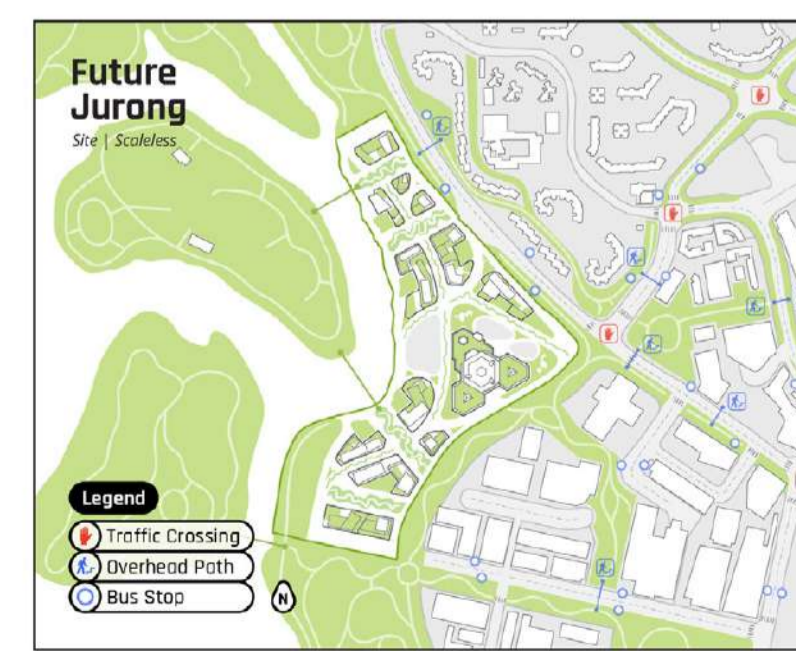 Future
Jurong
Site | Scaleless
Legend
Traffic Crossing
Overhead Path
Bus Stop
N